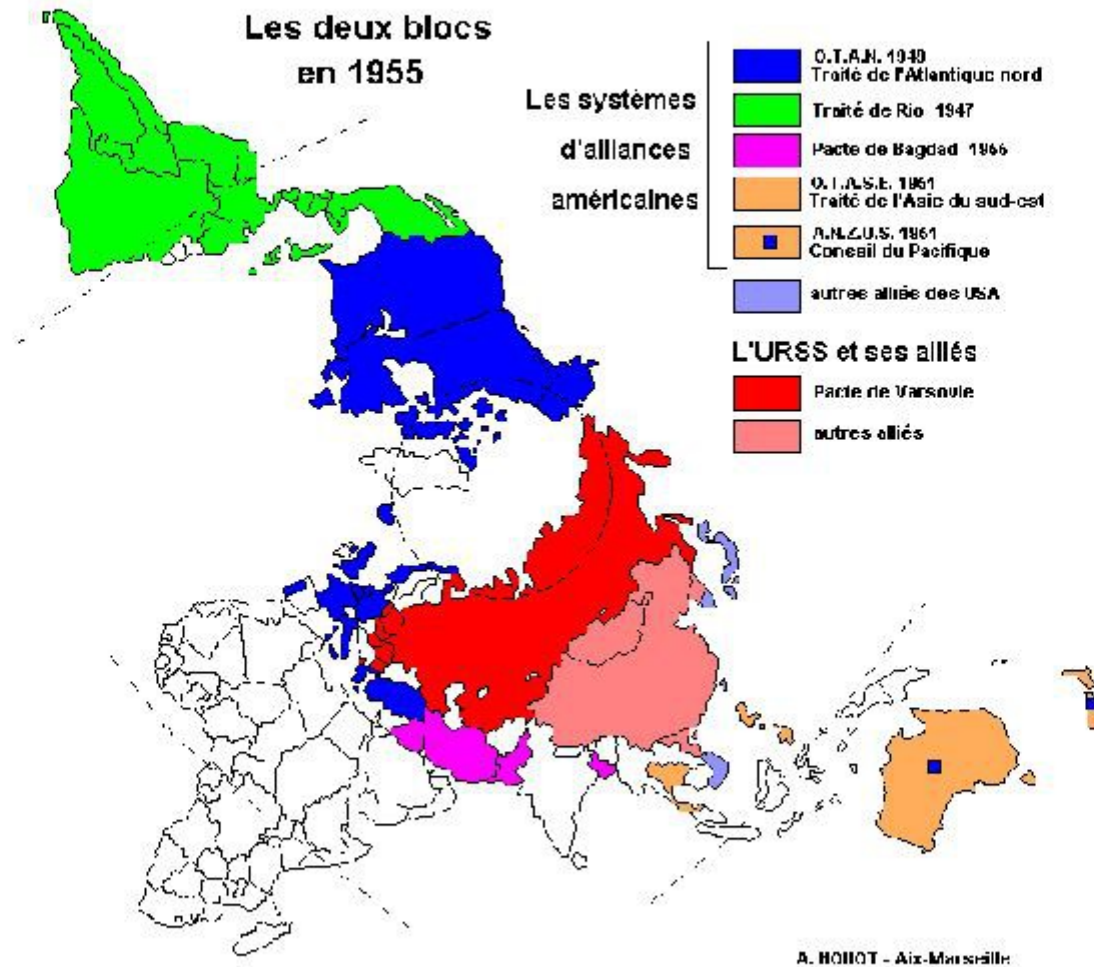 Les deux blocs
en 1955
Les systèmes
d'alliances
américaines
O.T.A.N. 1949
Traité de l'Atlantique nord
Traité de Rio 1947
Pacte de Bagdad 1955
O.T.A.S.E. 1954
Traité de l'Asie du sud-est
A.N.Z.U.S. 1951
Conseil du Pacifique
autres alliés des USA
L'URSS et ses alliés
Pacte de Varsovie
autres alliés
A. HOUOT - Aix-Marseille